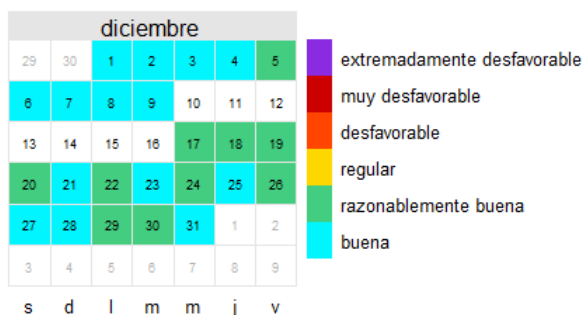 diciembre
29 30 1 2 3 4 5
6 7 8 9 10 11 12
13 14 15 16 17 18 19
20 21 22 23 24 25 26
27 28 29 30 31 1 2
3 4 5 6 7 8 9
s d l m m j v
extremadamente desfavorable
muy desfavorable
desfavorable
regular
razonablemente buena
buena